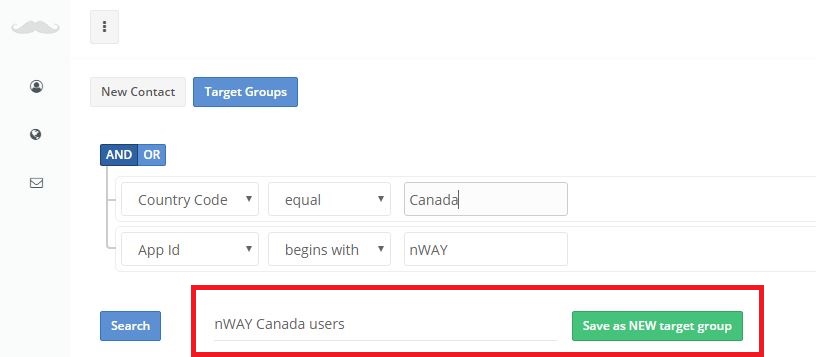 New Contact Target Groups
AND OR
Country Code equal Canada
App Id begins with nWAY
Search nWAY Canada users Save as NEW target group